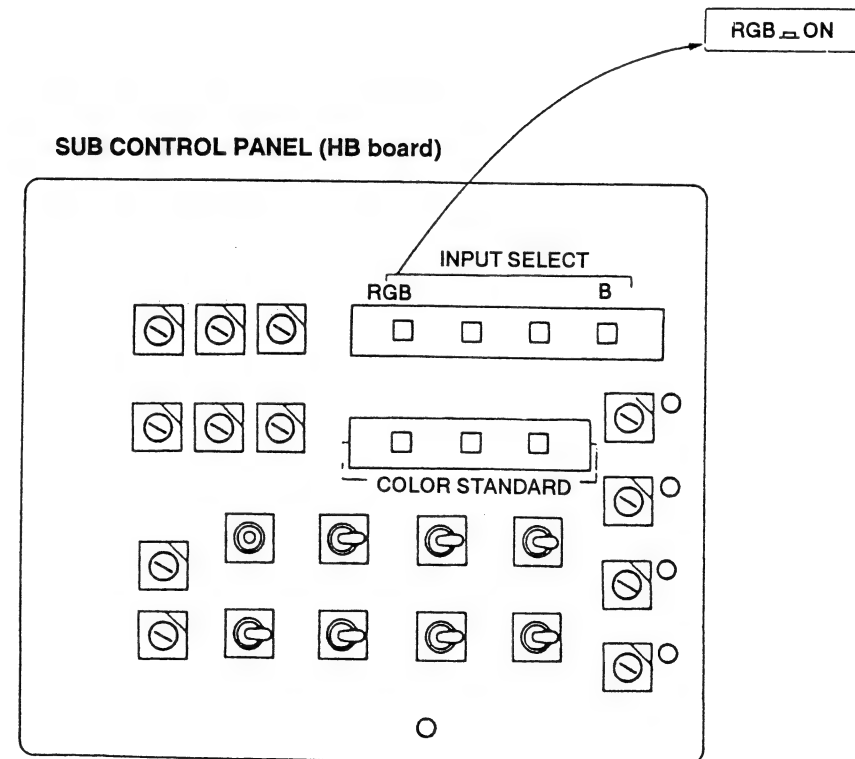 RGB ON
SUB CONTROL PANEL (HB board)
INPUT SELECT
RGB B
COLOR STANDARD